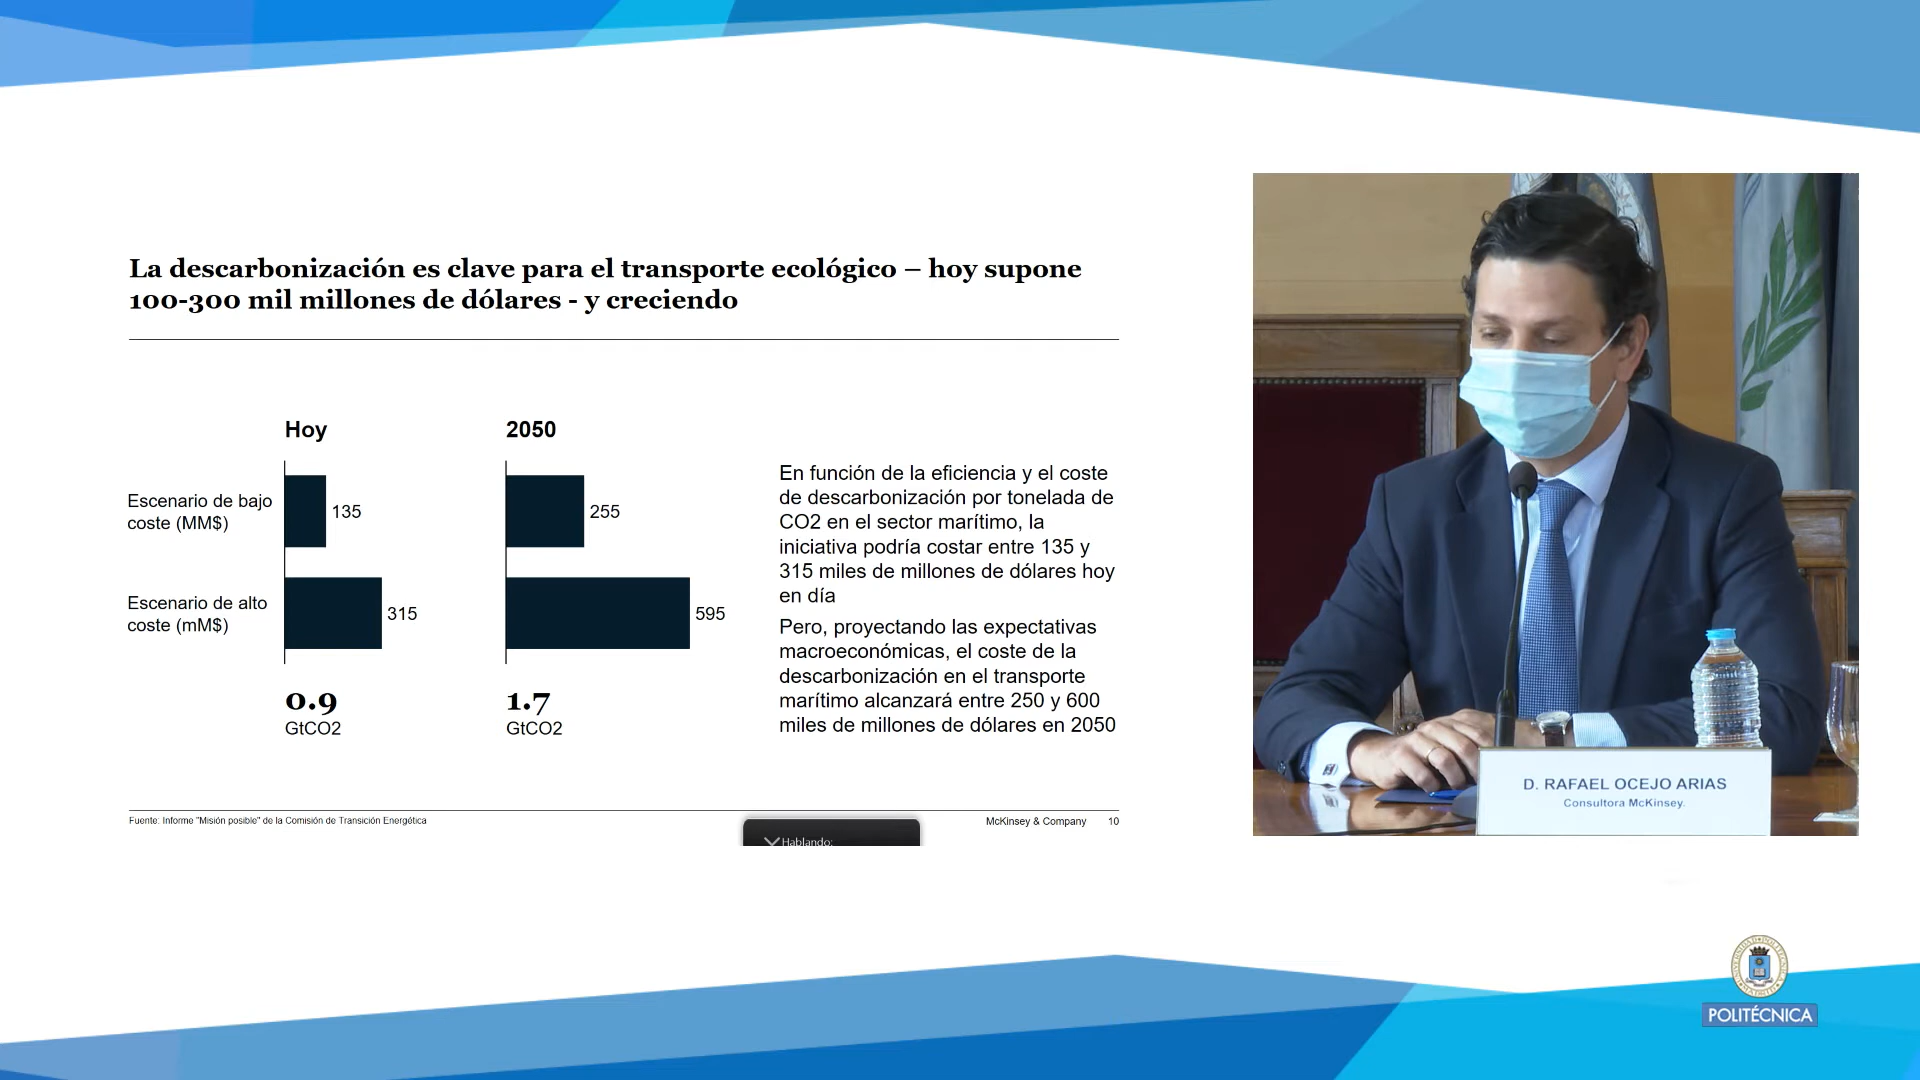 La descarbonización es clave para el transporte ecológico – hoy supone
100-300 mil millones de dólares - y creciendo
Hoy
2050
Escenario de bajo
coste (MM$)
135
255
Escenario de alto
coste (mM$)
315
595
0.9
GtCO2
1.7
GtCO2
En función de la eficiencia y el coste
de descarbonización por tonelada de
CO2 en el sector marítimo, la
iniciativa podría costar entre 135 y
315 miles de millones de dólares hoy
en día
Pero, proyectando las expectativas
macroeconómicas, el coste de la
descarbonización en el transporte
marítimo alcanzará entre 250 y 600
miles de millones de dólares en 2050
Fuente: Informe "Misión posible" de la Comisión de Transición Energética
McKinsey & Company 10
Hablando:
D. RAFAEL OCEJO ARIAS
Consultora McKinsey.
POLITÉCNICA